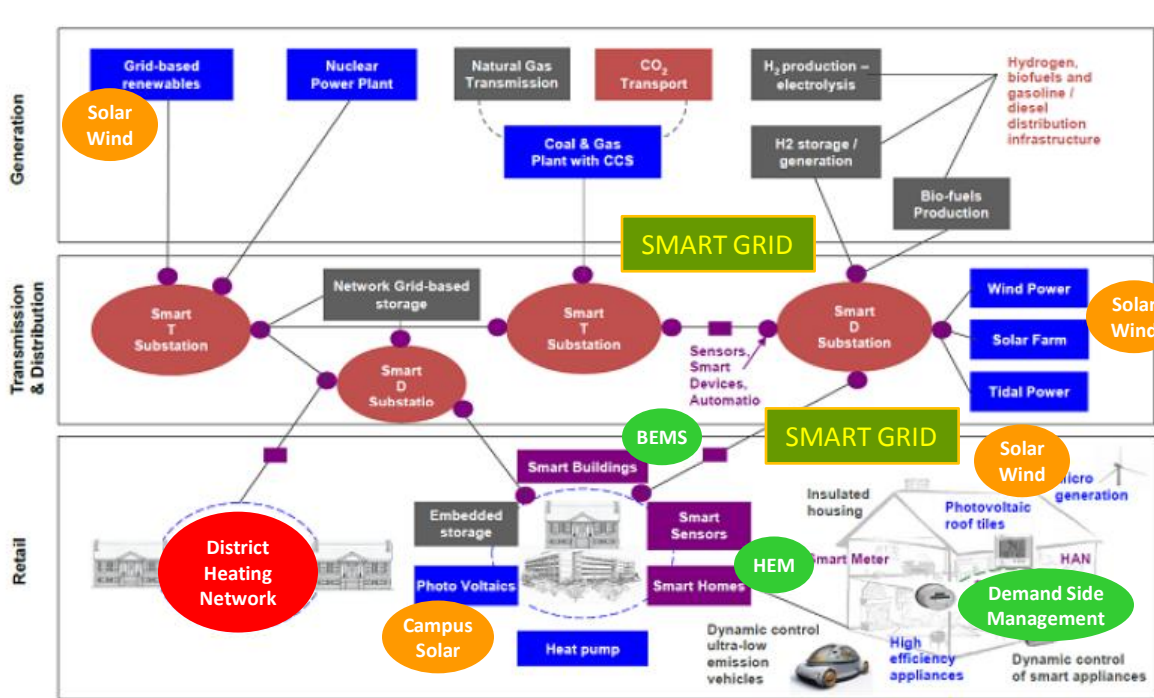 Generation
Grid-based
renewables
Solar
Wind
Nuclear
Power Plant
Natural Gas
Transmission
CO₂
Transport
Coal & Gas
Plant with CCS
H₂ production –
electrolysis
H2 storage /
generation
Hydrogen,
biofuels and
gasoline /
diesel
distribution
infrastructure
Bio-fuels
Production
SMART GRID
Transmission
& Distribution
Smart
T
Substation
Network Grid-based
storage
Smart
D
Substatio
Smart
T
Substation
Sensors,
Smart
Devices,
Automatio
Smart
D
Substation
Wind Power
Solar Farm
Tidal Power
Solar
Wind
SMART GRID
Retail
District
Heating
Network
BEMS
Smart Buildings
Embedded
storage
Smart
Sensors
Photo Voltaics
Smart Homes
Campus
Solar
Heat pump
HEM
Solar
Wind
Insulated
housing
Photovoltaic
roof tiles
icro
generation
Smart Meter
HAN
Demand Side
Management
Dynamic control
ultra-low
emission
vehicles
High
efficiency
appliances
Dynamic control
of smart appliances